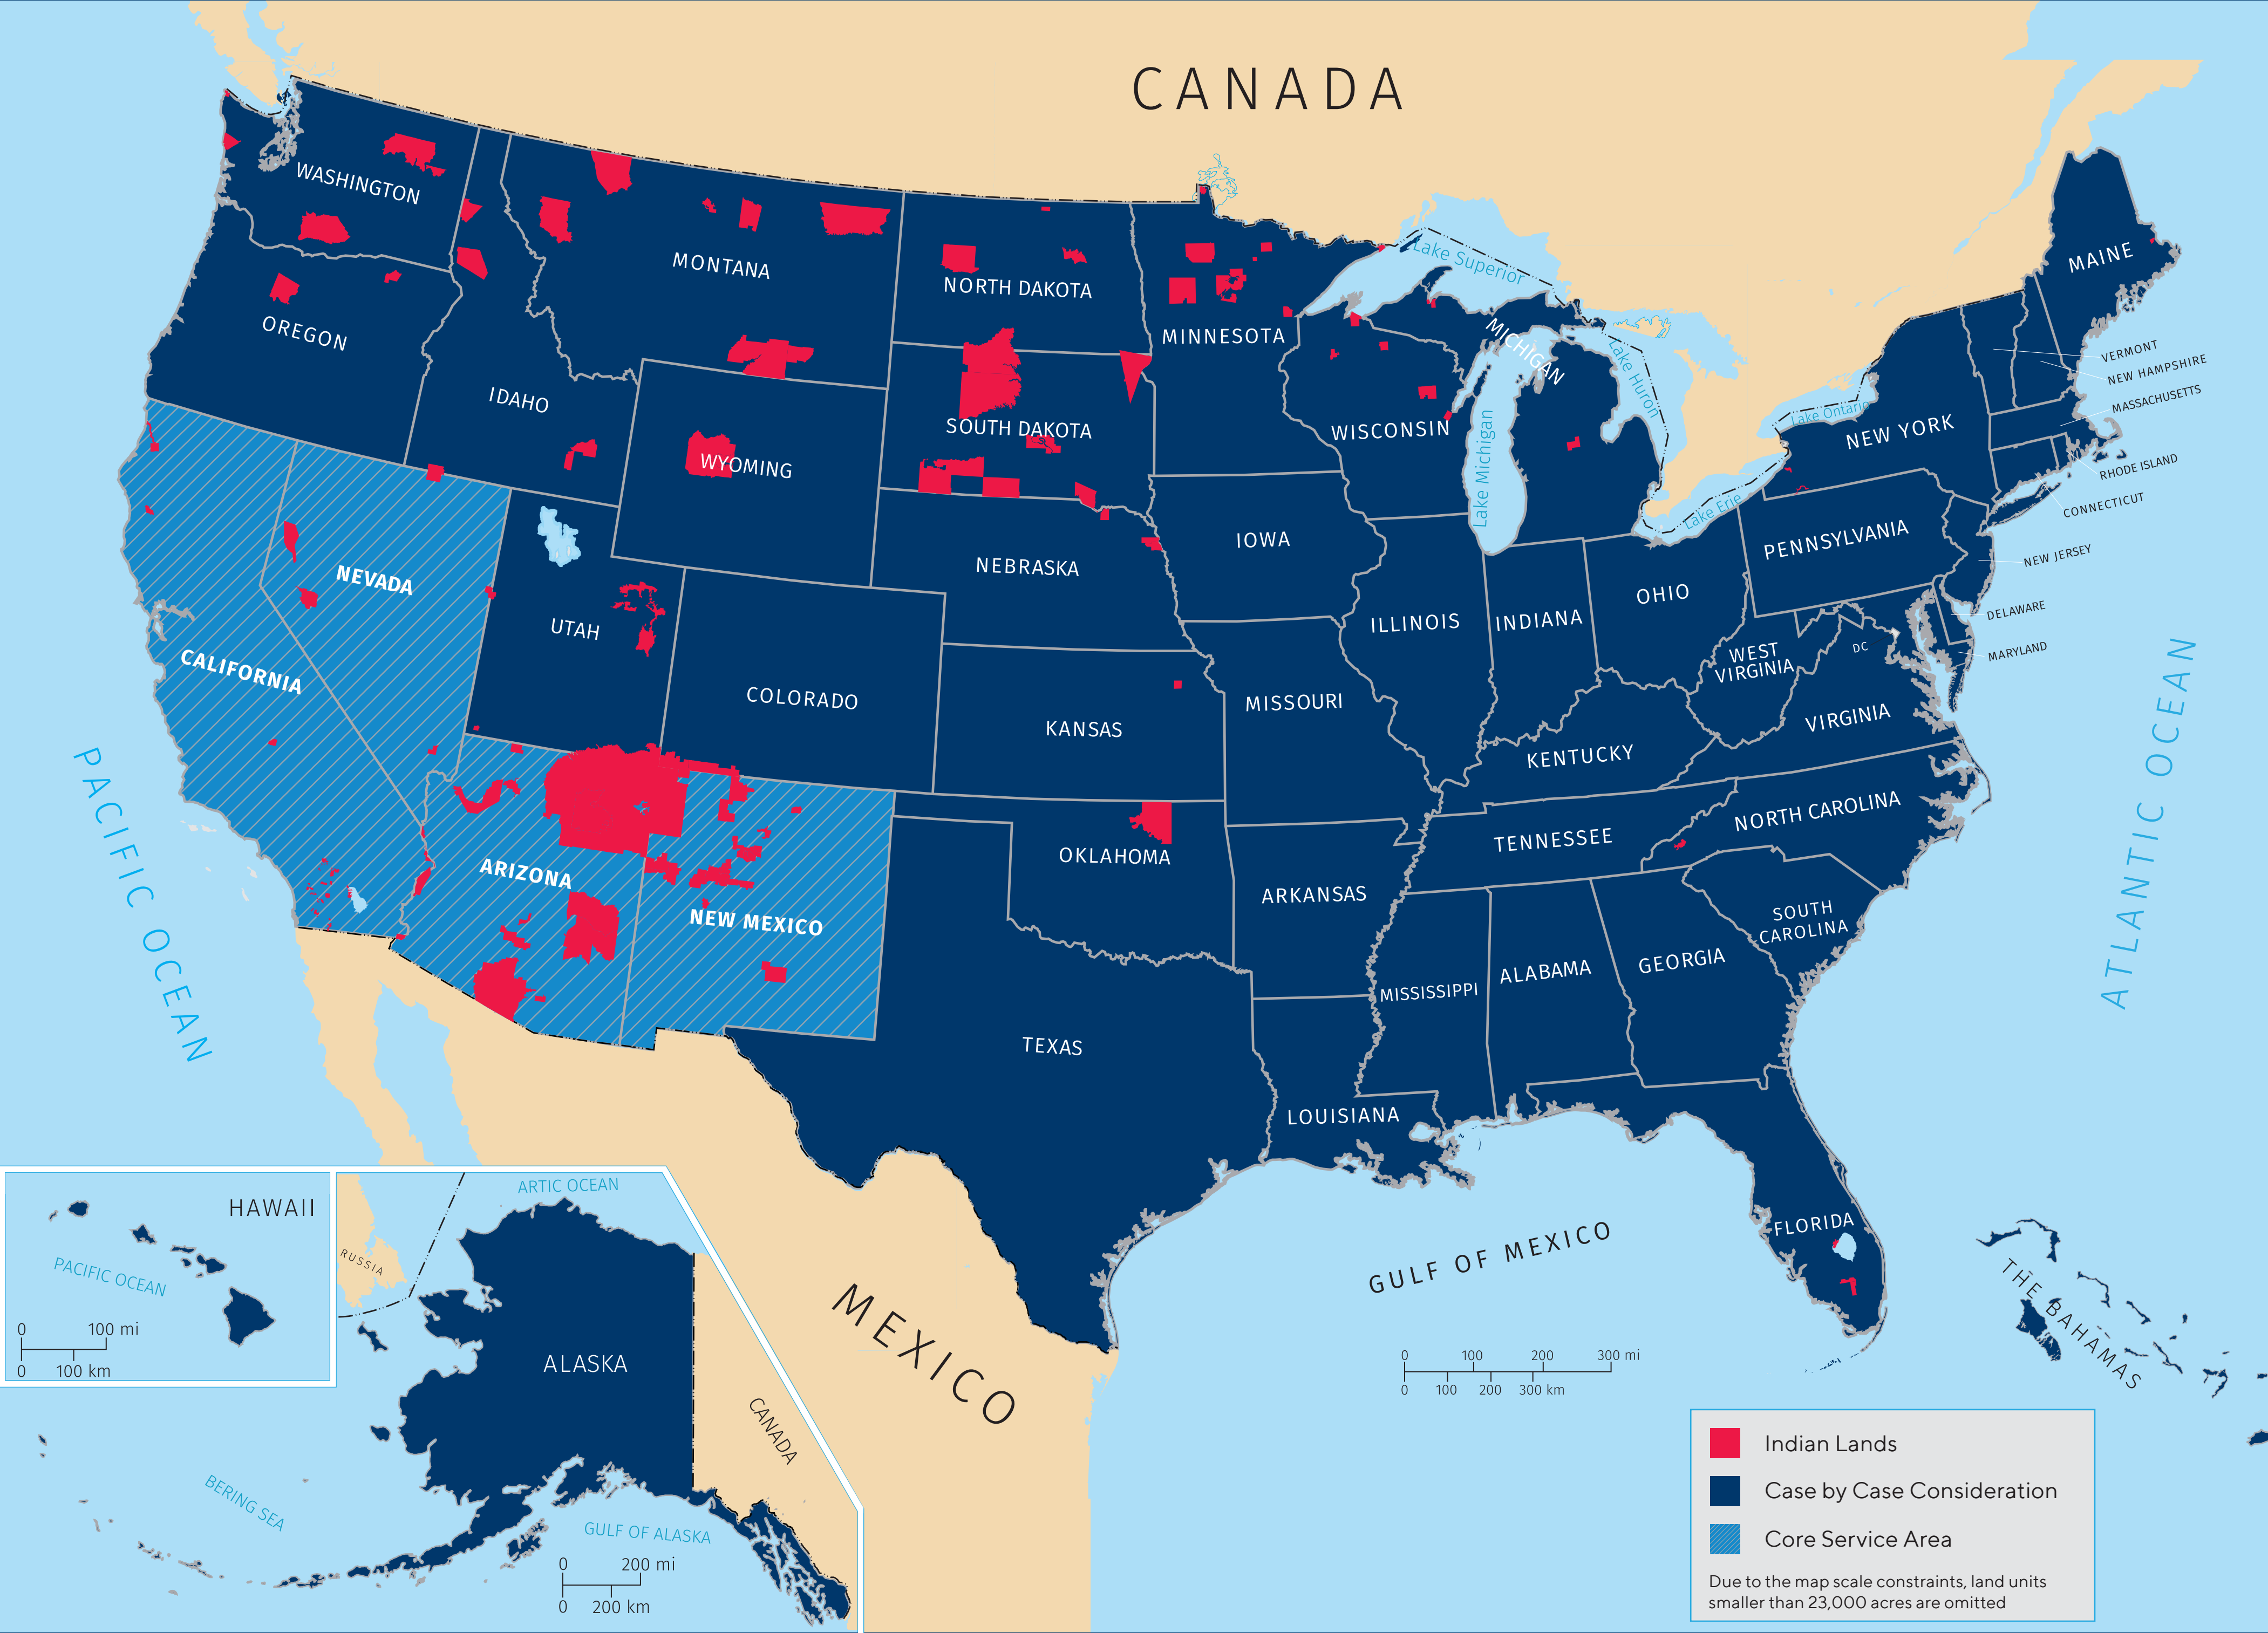 CANADA
WASHINGTON
OREGON
IDAHO
MONTANA
NORTH DAKOTA
SOUTH DAKOTA
MINNESOTA
WYOMING
Lake Superior
MICHIGAN
Lake Huron
Lake Michigan
WISCONSIN
Lake Ontario
Lake Erie
NEW YORK
MAINE
VERMONT
NEW HAMPSHIRE
MASSACHUSETTS
RHODE ISLAND
CONNECTICUT
PENNSYLVANIA
NEW JERSEY
DELAWARE
MARYLAND
DC
NEVADA
CALIFORNIA
UTAH
COLORADO
NEBRASKA
IOWA
ILLINOIS
INDIANA
OHIO
WEST
VIRGINIA
VIRGINIA
KANSAS
MISSOURI
KENTUCKY
ARIZONA
NEW MEXICO
OKLAHOMA
ARKANSAS
TENNESSEE
NORTH CAROLINA
SOUTH
CAROLINA
TEXAS
LOUISIANA
MISSISSIPPI
ALABAMA
GEORGIA
FLORIDA
PACIFIC OCEAN
ATLANTIC OCEAN
GULF OF MEXICO
MEXICO
THE BAHAMAS
0 100 200 300 mi
0 100 200 300 km
HAWAII
PACIFIC OCEAN
0 100 mi
0 100 km
ARTIC OCEAN
RUSSIA
ALASKA
CANADA
BERING SEA
GULF OF ALASKA
0 200 mi
0 200 km
Indian Lands
Case by Case Consideration
Core Service Area
Due to the map scale constraints, land units
smaller than 23,000 acres are omitted